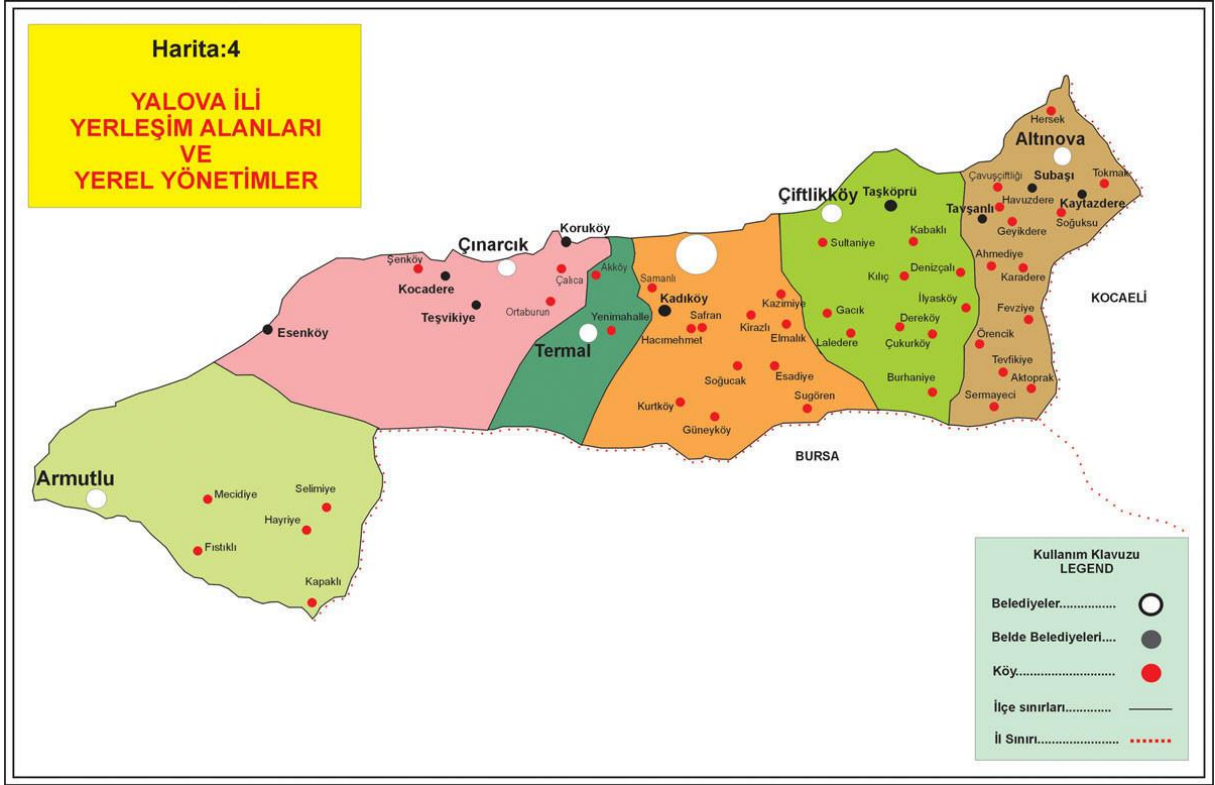 Harita:4
YALOVA İLİ
YERLEŞİM ALANLARI
VE
YEREL YÖNETİMLER
Hersek
Altınova
Çavuşçiftliği
Subaşı
Tokmak
Havuzdere
Kaytazdere
Tavşanlı
Geyikdere
Soğuksu
Ahmediye
Karadere
KOCAELİ
Fevziye
Örencik
Tevfikiye
Aktoprak
Sermayeci
Çiftlikköy
Taşköprü
Sultaniye
Kabaklı
Kılıç
Denizçalı
İlyasköy
Gacık
Dereköy
Laledere
Çukurköy
Burhaniye
Samanlı
Kadıköy
Kazimiye
Safran
Kirazlı
Hacımehmet
Elmalık
Soğucak
Esadiye
Kurtköy
Sugören
Güneyköy
BURSA
Akköy
Yenimahalle
Termal
Koruköy
Çınarcık
Şenköy
Çalıca
Kocadere
Teşvikiye
Ortaburun
Esenköy
Armutlu
Mecidiye
Selimiye
Hayriye
Fıstıklı
Kapaklı
Kullanım Klavuzu
LEGEND
Belediyeler................
Belde Belediyeleri....
Köy............................
İlçe sınırları.............
İl Sınırı.......................